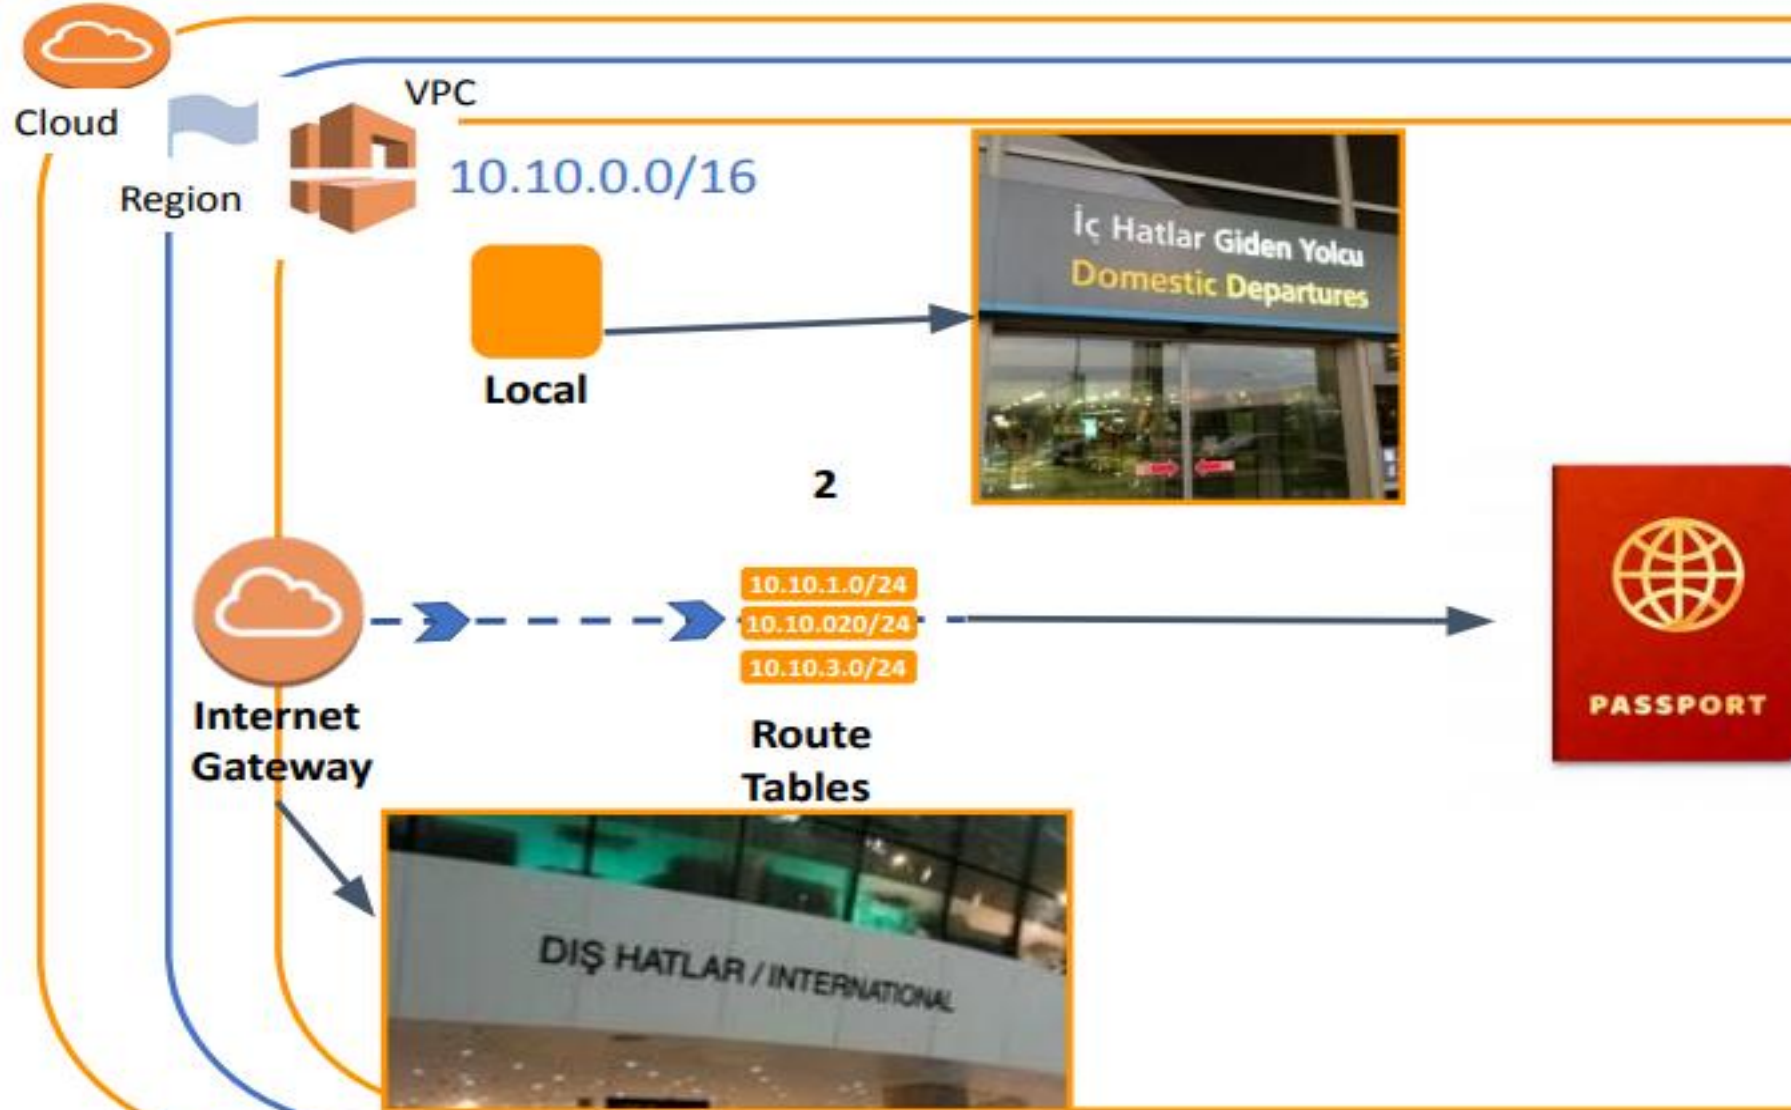 Cloud
Region
VPC
10.10.0.0/16
Local
İç Hatlar Giden Yolcu
Domestic Departures
2
10.10.1.0/24
10.10.020/24
10.10.3.0/24
Internet
Gateway
Route
Tables
PASSPORT
DIŞ HATLAR / INTERNATIONAL